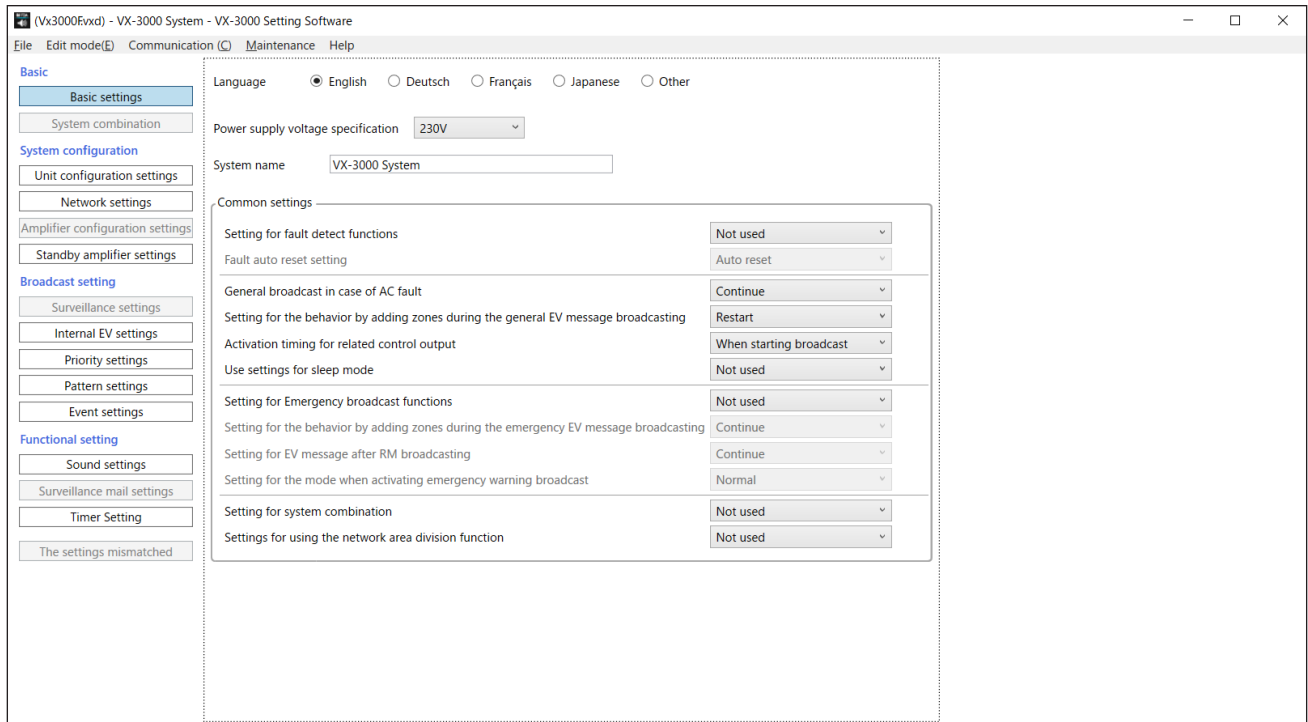 (Vx3000F.vxd) - VX-3000 System - VX-3000 Setting Software
File Edit mode(E) Communication (C) Maintenance Help
Basic
Basic settings
System combination
System configuration
Unit configuration settings
Network settings
Amplifier configuration settings
Standby amplifier settings
Broadcast setting
Surveillance settings
Internal EV settings
Priority settings
Pattern settings
Event settings
Functional setting
Sound settings
Surveillance mail settings
Timer Setting
The settings mismatched
Language English Deutsch Français Japanese Other
Power supply voltage specification 230V
System name VX-3000 System
Common settings
Setting for fault detect functions Not used
Fault auto reset setting Auto reset
General broadcast in case of AC fault Continue
Setting for the behavior by adding zones during the general EV message broadcasting Restart
Activation timing for related control output When starting broadcast
Use settings for sleep mode Not used
Setting for Emergency broadcast functions Not used
Setting for the behavior by adding zones during the emergency EV message broadcasting Continue
Setting for EV message after RM broadcasting Continue
Setting for the mode when activating emergency warning broadcast Normal
Setting for system combination Not used
Settings for using the network area division function Not used